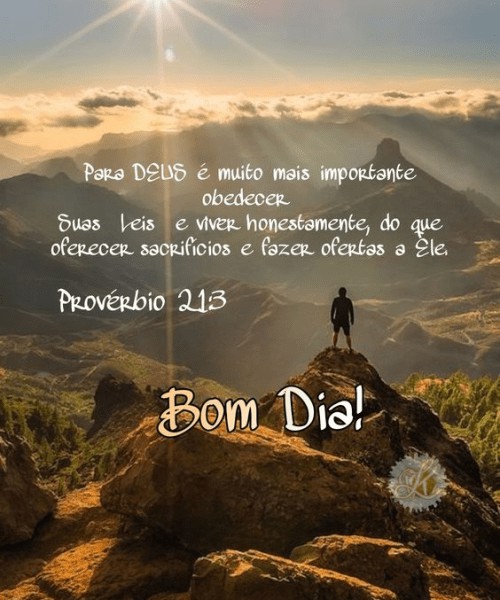 Para DEUS é muito mais importante
obedecer
Suas Leis e viver honestamente, do que
oferecer sacrifícios e fazer ofertas a Ele.
Provérbio 21.3
Bom Dia!